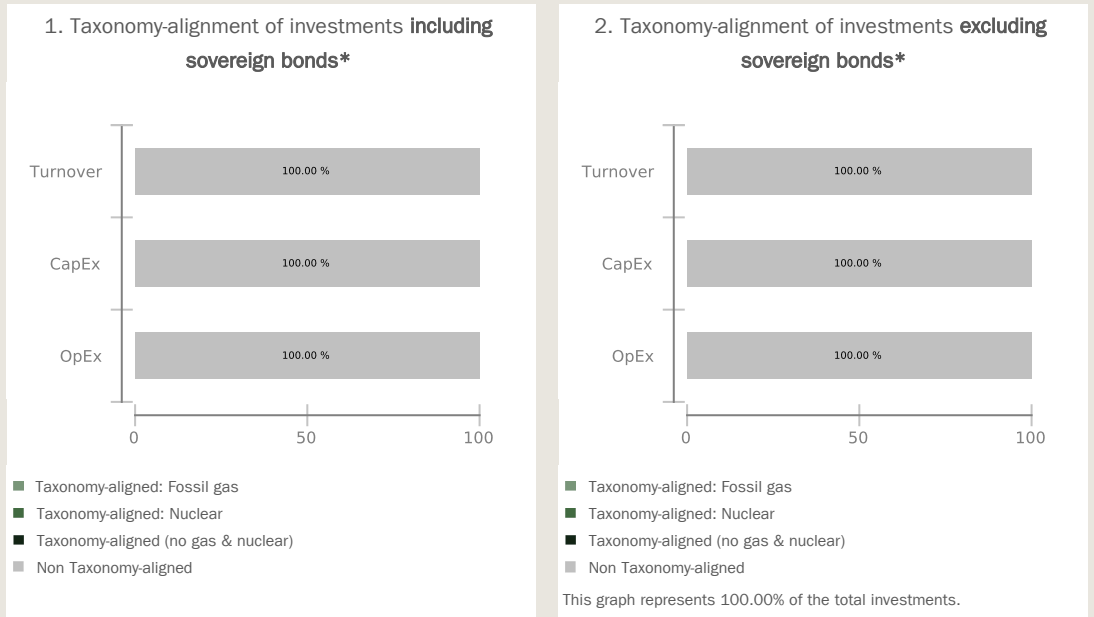 1. Taxonomy-alignment of investments including
sovereign bonds*
Turnover
100.00 %
CapEx
100.00 %
OpEx
100.00 %
0 50 100
Taxonomy-aligned: Fossil gas
Taxonomy-aligned: Nuclear
Taxonomy-aligned (no gas & nuclear)
Non Taxonomy-aligned
2. Taxonomy-alignment of investments excluding
sovereign bonds*
Turnover
100.00 %
CapEx
100.00 %
OpEx
100.00 %
0 50 100
Taxonomy-aligned: Fossil gas
Taxonomy-aligned: Nuclear
Taxonomy-aligned (no gas & nuclear)
Non Taxonomy-aligned
This graph represents 100.00% of the total investments.